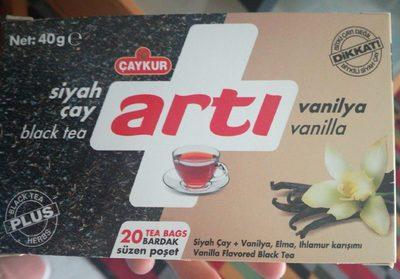 Net: 40g ℮
ÇAYKUR
siyah
çay
black tea
artı
vanilya
vanilla
DİKKAT!
BLACK TEA
PLUS
HERBS
20 TEA BAGS
BARDAK
süzen poşet
Siyah Çay + Vanilya, Elma, Ihlamur karışımı
Vanilla Flavored Black Tea